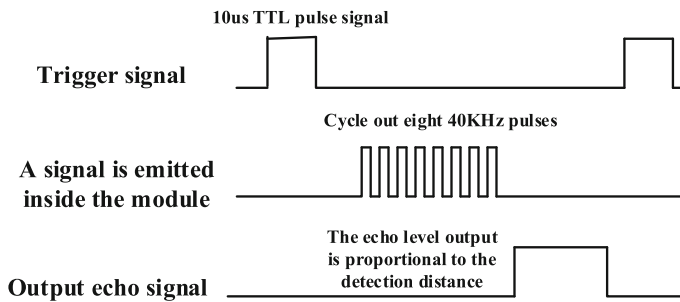 10us TTL pulse signal
Trigger signal
Cycle out eight 40KHz pulses
A signal is emitted
inside the module
The echo level output
is proportional to the
detection distance
Output echo signal